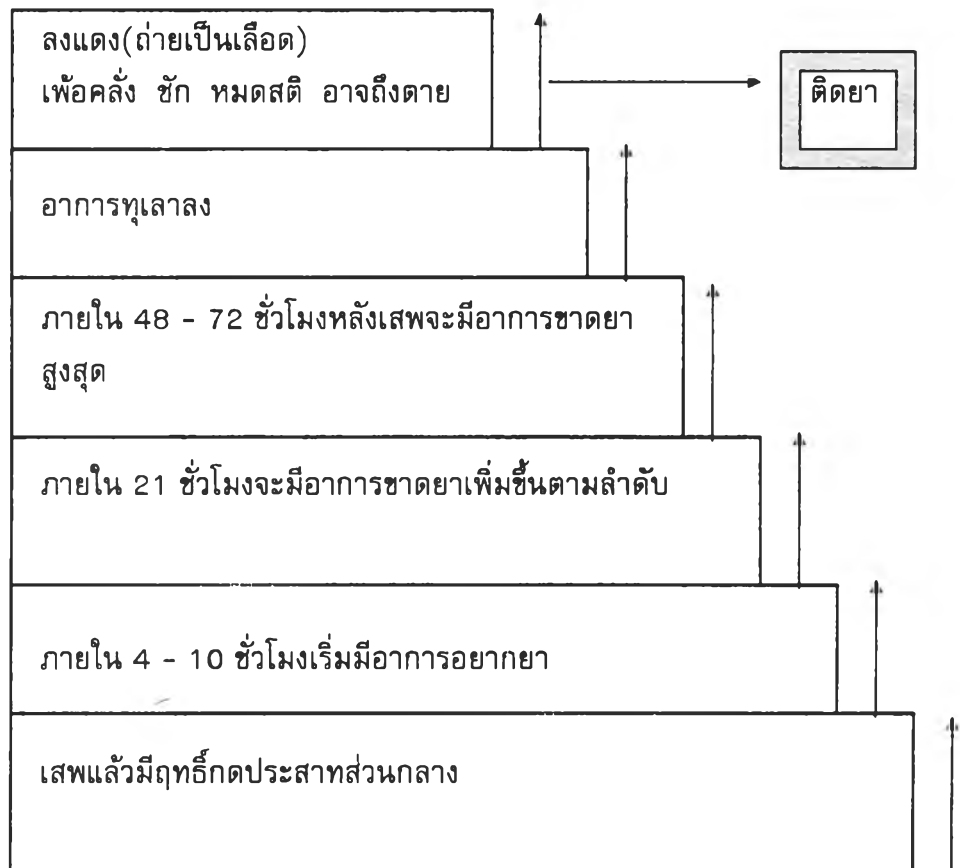 ลงแดง(ถ่ายเป็นเลือด)
เพ้อคลั่ง ชัก หมดสติ อาจถึงตาย
ติดยา
อาการทุเลาลง
ภายใน 48 - 72 ชั่วโมงหลังเสพจะมีอาการขาดยา
สูงสุด
ภายใน 21 ชั่วโมงจะมีอาการขาดยาเพิ่มขึ้นตามลำดับ
ภายใน 4 - 10 ชั่วโมงเริ่มมีอาการอยากยา
เสพแล้วมีฤทธิ์กดประสาทส่วนกลาง